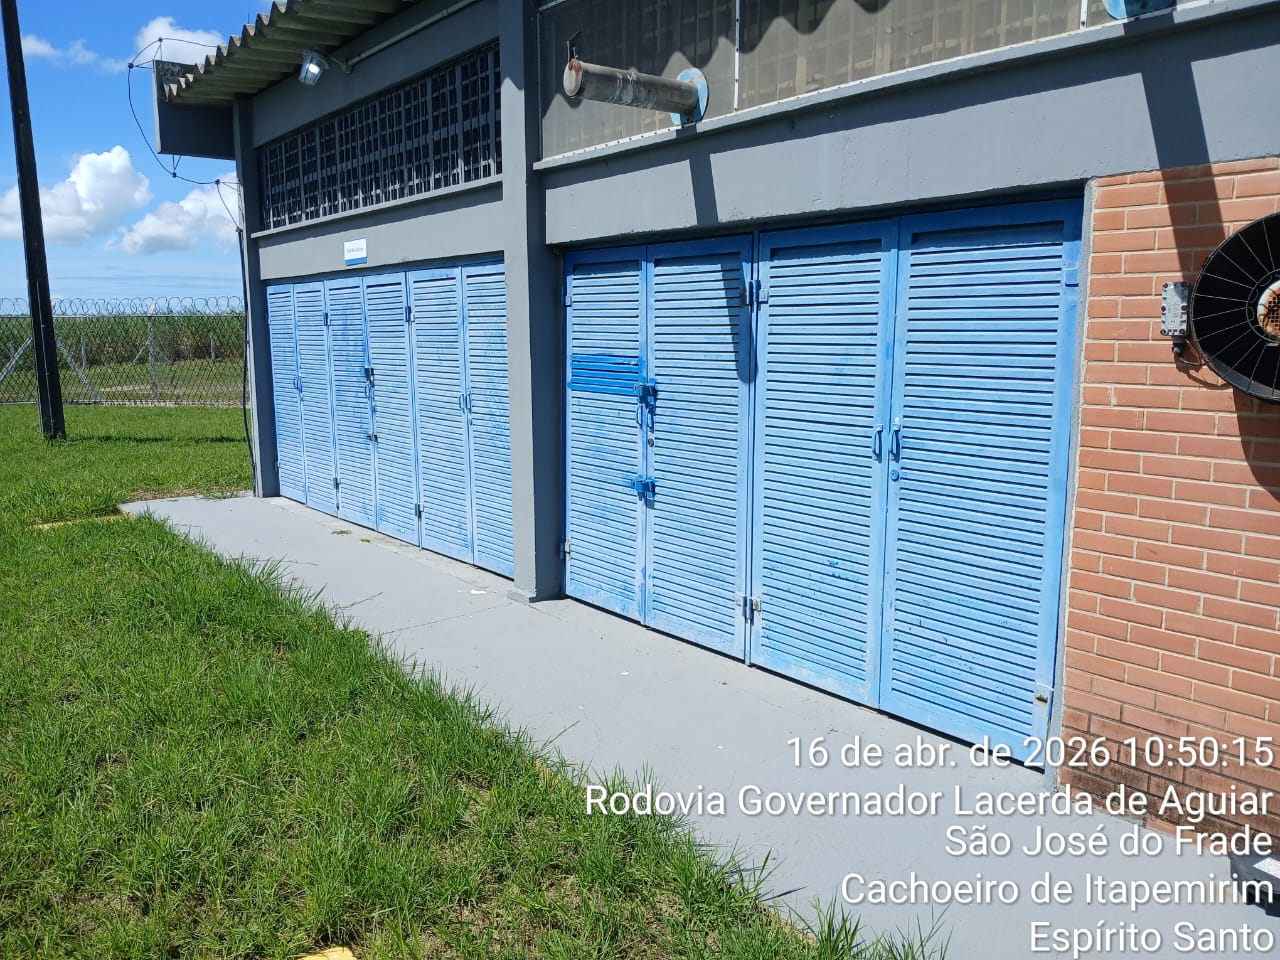 16 de abr. de 2026 10:50:15
Rodovia Governador Lacerda de Aguiar
São José do Frade
Cachoeiro de Itapemirim
Espírito Santo